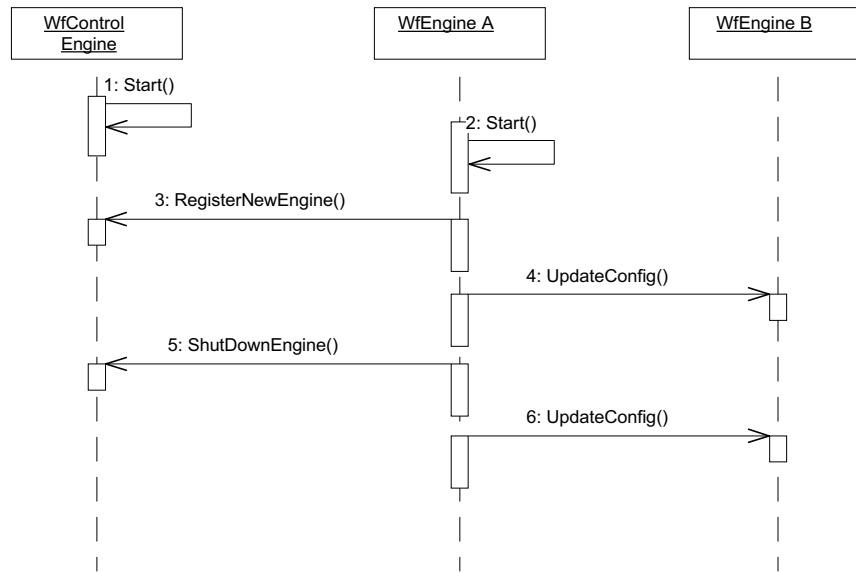 WfControl
Engine
WfEngine A
WfEngine B
1: Start()
2: Start()
3: RegisterNewEngine()
4: UpdateConfig()
5: ShutDownEngine()
6: UpdateConfig()